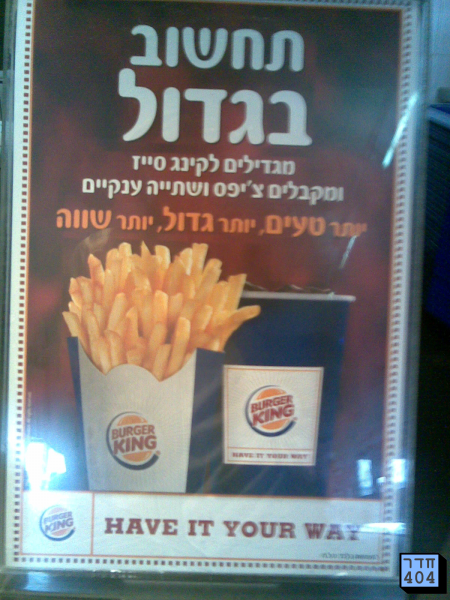 תחשוב
בגדול
מגדילים לקינג סייז
ומקבלים צ'יפס ושתייה ענקיים
יותר טעים, יותר גדול, יותר שווה
BURGER
KING
BURGER
KING
HAVE IT YOUR WAY
BURGER
KING
HAVE IT YOUR WAY
חדר
404